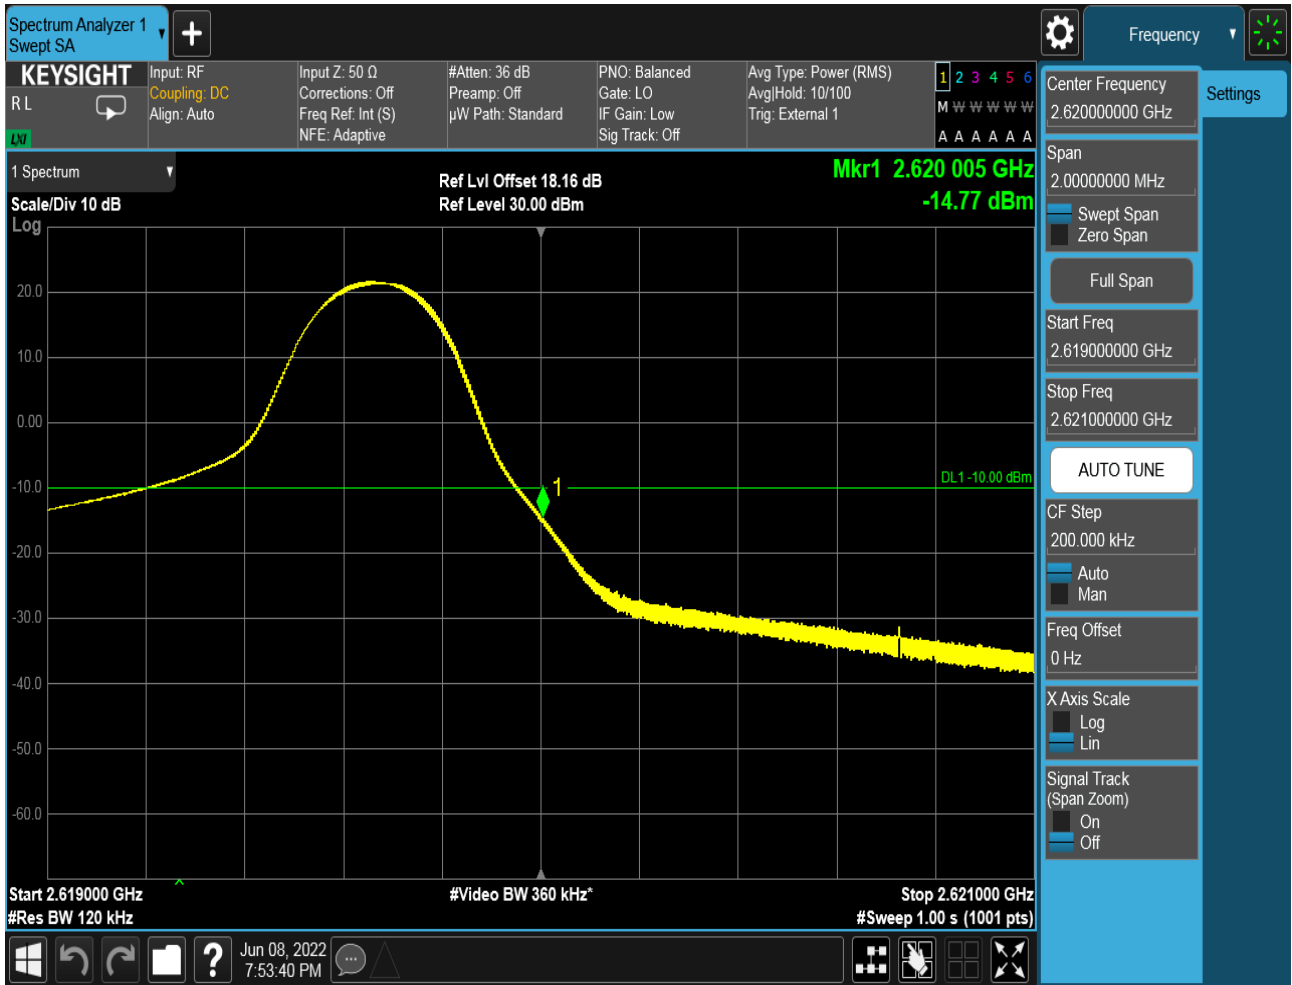 Spectrum Analyzer 1
Swept SA
Frequency
KEYSIGHT
R L
LXI
Input: RF
Coupling: DC
Align: Auto
Input Z: 50 Ω
Corrections: Off
Freq Ref: Int (S)
NFE: Adaptive
#Atten: 36 dB
Preamp: Off
µW Path: Standard
PNO: Balanced
Gate: LO
IF Gain: Low
Sig Track: Off
Avg Type: Power (RMS)
Avg|Hold: 10/100
Trig: External 1
1 2 3 4 5 6
M W W W W W
A A A A A A
1 Spectrum
Scale/Div 10 dB
Log
Ref Lvl Offset 18.16 dB
Ref Level 30.00 dBm
Mkr1 2.620 005 GHz
-14.77 dBm
20.0
10.0
0.00
-10.0
-20.0
-30.0
-40.0
-50.0
-60.0
DL1 -10.00 dBm
1
Start 2.619000 GHz
#Res BW 120 kHz
#Video BW 360 kHz*
Stop 2.621000 GHz
#Sweep 1.00 s (1001 pts)
Center Frequency
2.620000000 GHz
Settings
Span
2.00000000 MHz
Swept Span
Zero Span
Full Span
Start Freq
2.619000000 GHz
Stop Freq
2.621000000 GHz
AUTO TUNE
CF Step
200.000 kHz
Auto
Man
Freq Offset
0 Hz
X Axis Scale
Log
Lin
Signal Track
(Span Zoom)
On
Off
?
Jun 08, 2022
7:53:40 PM